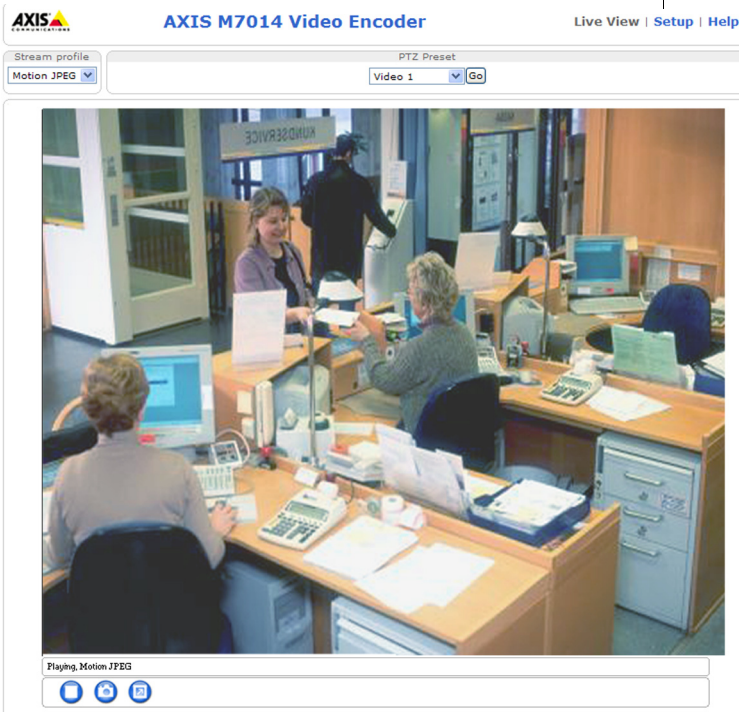 AXIS
COMMUNICATIONS
AXIS M7014 Video Encoder
Live View | Setup | Help
Stream profile
PTZ Preset
Motion JPEG
Video 1
Go
KUNDSERVICE
Playing, Motion JPEG